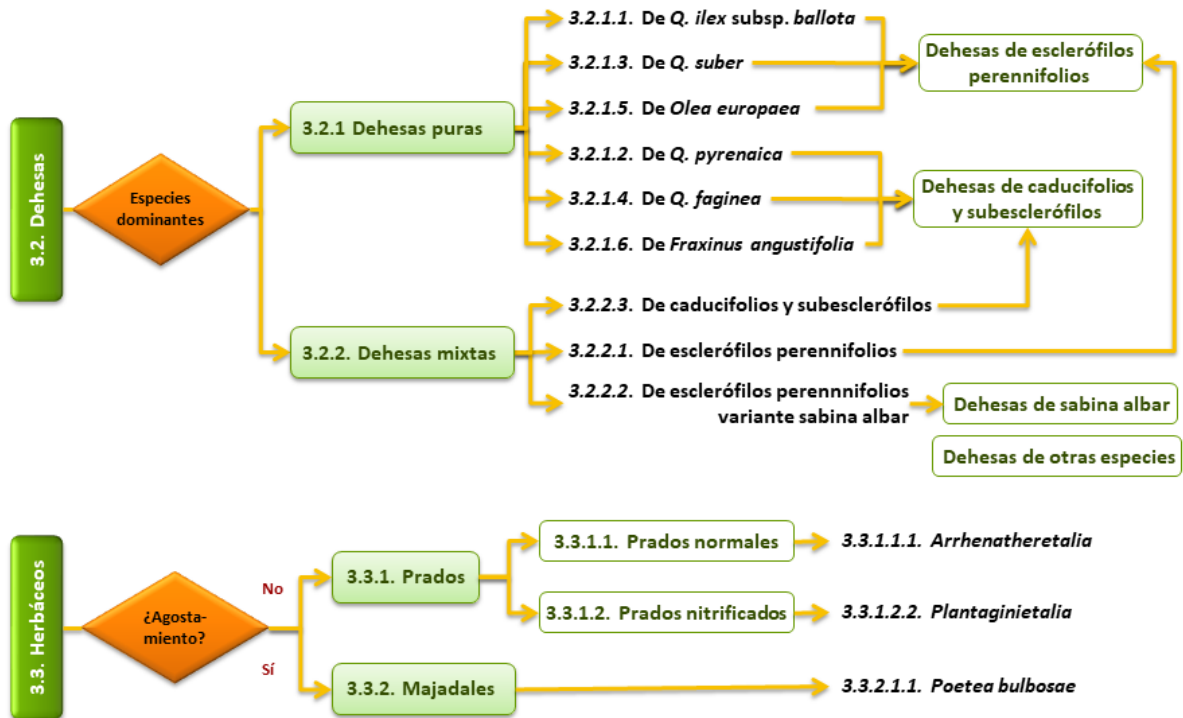 3.2. Dehesas
Especies
dominantes
3.2.1 Dehesas puras
3.2.1.1. De Q. ilex subsp. ballota
3.2.1.3. De Q. suber
3.2.1.5. De Olea europaea
3.2.1.2. De Q. pyrenaica
3.2.1.4. De Q. faginea
3.2.1.6. De Fraxinus angustifolia
Dehesas de esclerófilos
perennifolios
Dehesas de caducifolios
y subesclerófilos
3.2.2. Dehesas mixtas
3.2.2.3. De caducifolios y subesclerófilos
3.2.2.1. De esclerófilos perennifolios
3.2.2.2. De esclerófilos perennnifolios
variante sabina albar
Dehesas de sabina albar
Dehesas de otras especies
3.3. Herbáceos
¿Agosta-
miento?
No
Sí
3.3.1. Prados
3.3.1.1. Prados normales
3.3.1.1.1. Arrhenatheretalia
3.3.1.2. Prados nitrificados
3.3.1.2.2. Plantaginietalia
3.3.2. Majadales
3.3.2.1.1. Poetea bulbosae